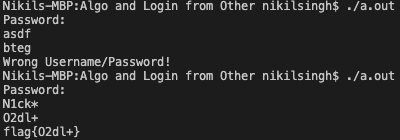 Nikils-MBP:Algo and Login from Other nikilsingh$ ./a.out
Password:
asdf
bteg
Wrong Username/Password!
Nikils-MBP:Algo and Login from Other nikilsingh$ ./a.out
Password:
N1ck*
O2dl+
flag{O2dl+}